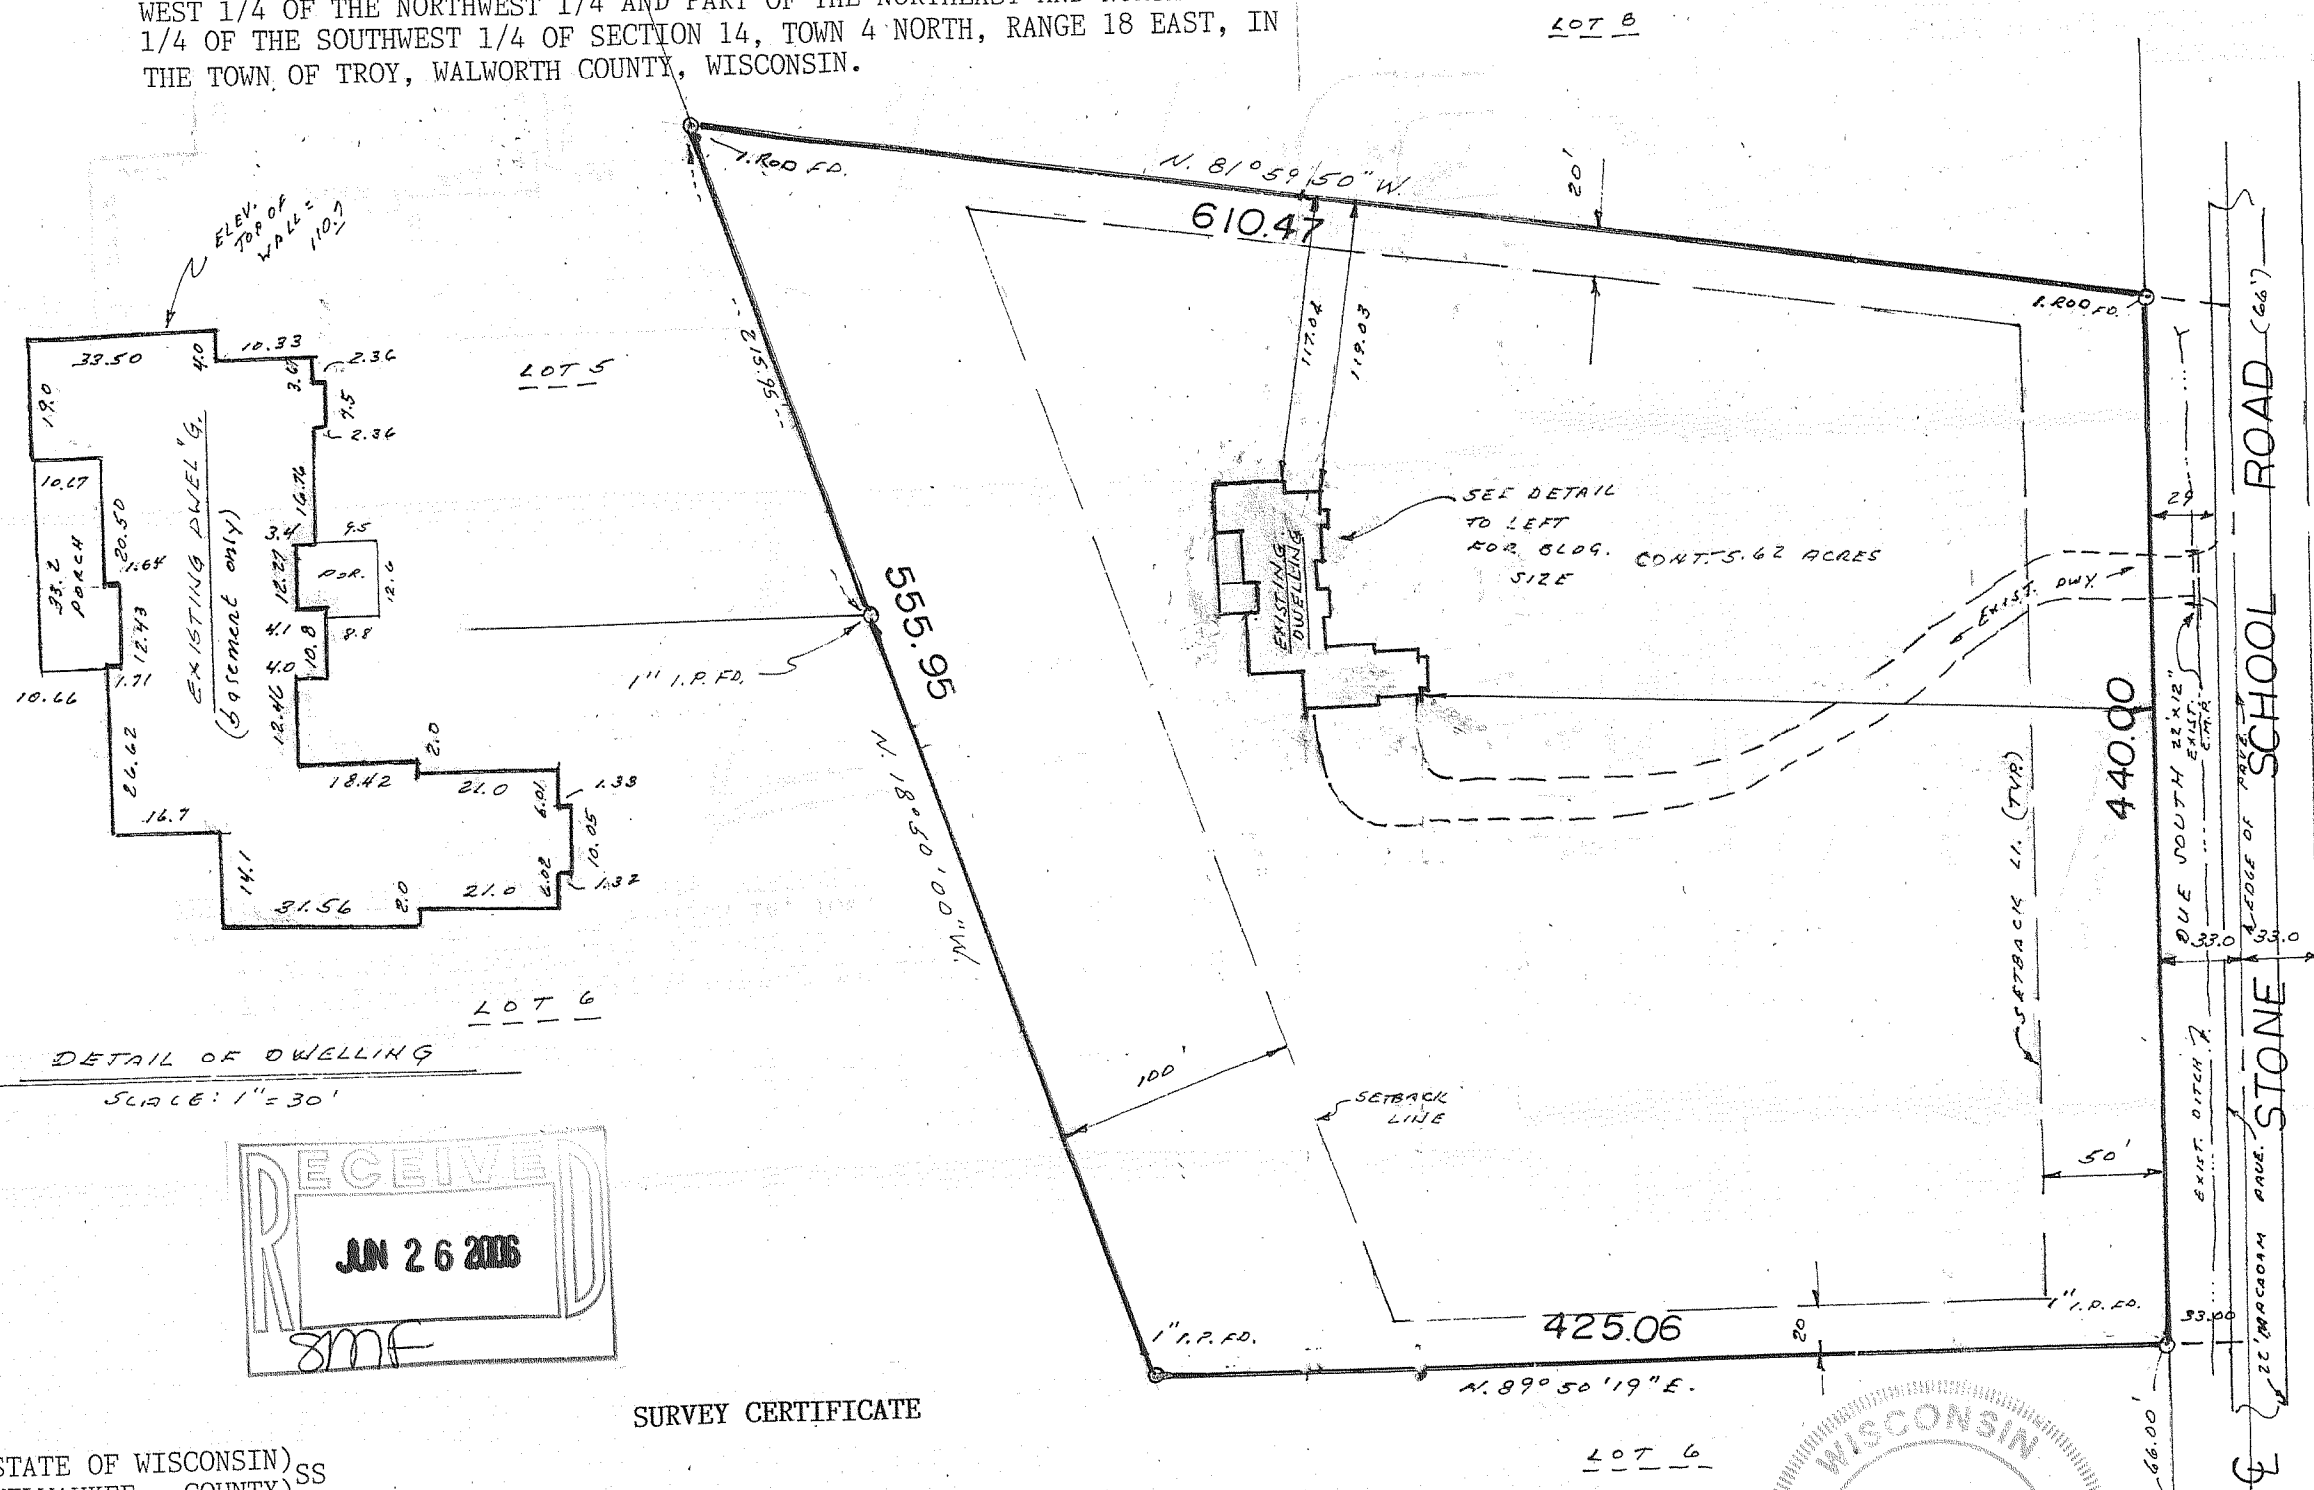 WEST 1/4 OF THE NORTHWEST 1/4 AND PART OF THE NORTHEAST AND
1/4 OF THE SOUTHWEST 1/4 OF SECTION 14, TOWN 4 NORTH, RANGE 18 EAST, IN
THE TOWN OF TROY, WALWORTH COUNTY, WISCONSIN.
LOT 8
I. ROD FD.
N. 81° 59' 50" W.
610.47
20'
I. ROD FD.
ELEV.
TOP OF
WALL =
110.7
33.50
4.0
10.33
2.36
3.67
7.5
2.36
19.0
16.76
10.67
20.50
1.64
33.2
PORCH
12.43
1.71
10.66
EXISTING DWEL"G.
(basement only)
3.4
9.5
12.27
POR.
12.6
4.1
8.8
10.8
4.0
12.46
26.62
16.7
18.42
2.0
21.0
6.01
1.33
10.05
14.1
31.56
2.0
21.0
6.02
1.32
LOT 5
215.95
117.04
119.03
SEE DETAIL
TO LEFT
FOR BLDG.
SIZE
CONT. 5.62 ACRES
EXISTING
DWELLING
1" I.P. FD.
555.95
N. 18° 50' 00" W.
EXIST. DWY.
29
440.00
DUE SOUTH
22' X 12"
EXIST.
C.M.P.
EDGE OF PAVE.
STONE SCHOOL ROAD (66')
SETBACK LI. (TYP.)
33.0
33.0
LOT 6
DETAIL OF DWELLING
SCALE: 1" = 30'
100'
SETBACK
LINE
50'
EXIST. DITCH
22' MACADAM PAVE.
RECEIVED
JUN 26 2006
SMF
1" I.P. FD.
425.06
20
1" I.P. FD.
33.00
N. 89° 50' 19" E.
66.00'
SURVEY CERTIFICATE
LOT 6
WISCONSIN
STATE OF WISCONSIN)
SS
COUNTY)